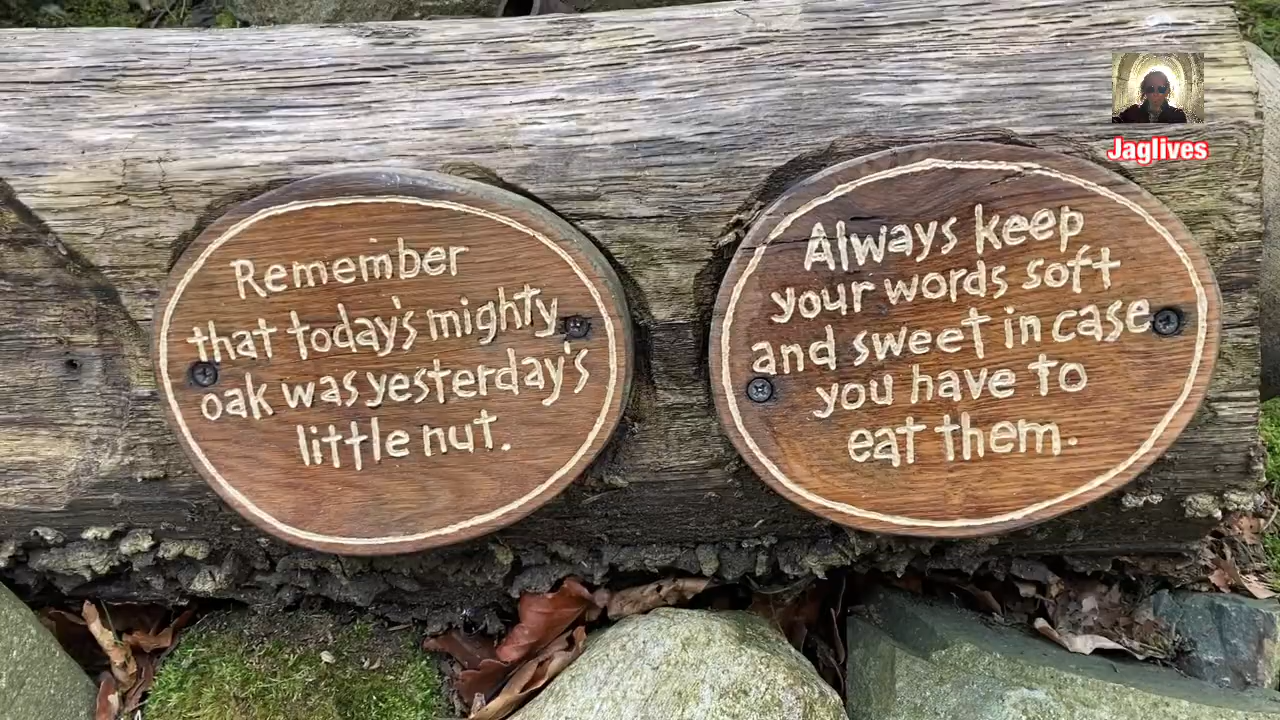 Remember
that today's mighty
oak was yesterday's
little nut.
Always keep
your words soft
and sweet in case
you have to
eat them.
Jaglives